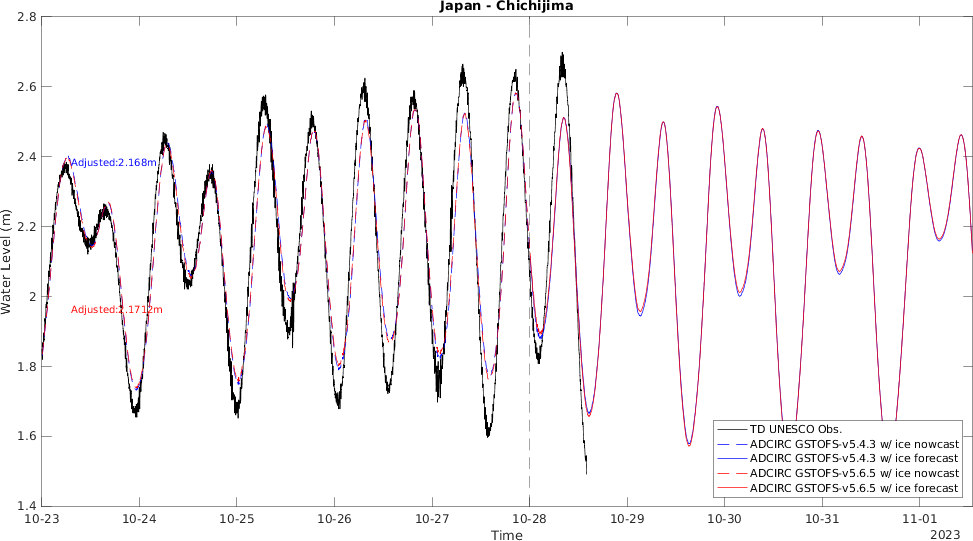 Japan - Chichijima
2.8
2.6
2.4
2.2
2
1.8
1.6
1.4
Water Level (m)
Adjusted:2.168m
Adjusted:2.1712m
TD UNESCO Obs.
ADCIRC GSTOFS-v5.4.3 w/ ice nowcast
ADCIRC GSTOFS-v5.4.3 w/ ice forecast
ADCIRC GSTOFS-v5.6.5 w/ ice nowcast
ADCIRC GSTOFS-v5.6.5 w/ ice forecast
10-23 10-24 10-25 10-26 10-27 10-28 10-29 10-30 10-31 11-01
Time
2023